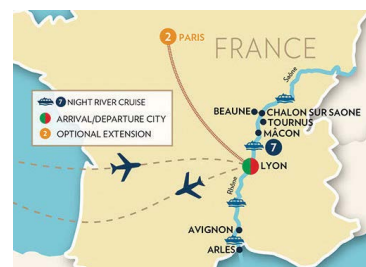 2 PARIS
FRANCE
Saône
7 NIGHT RIVER CRUISE
ARRIVAL/DEPARTURE CITY
2 OPTIONAL EXTENSION
BEAUNE
CHALON SUR SAONE
TOURNUS
MÂCON
7
LYON
Rhône
AVIGNON
ARLES